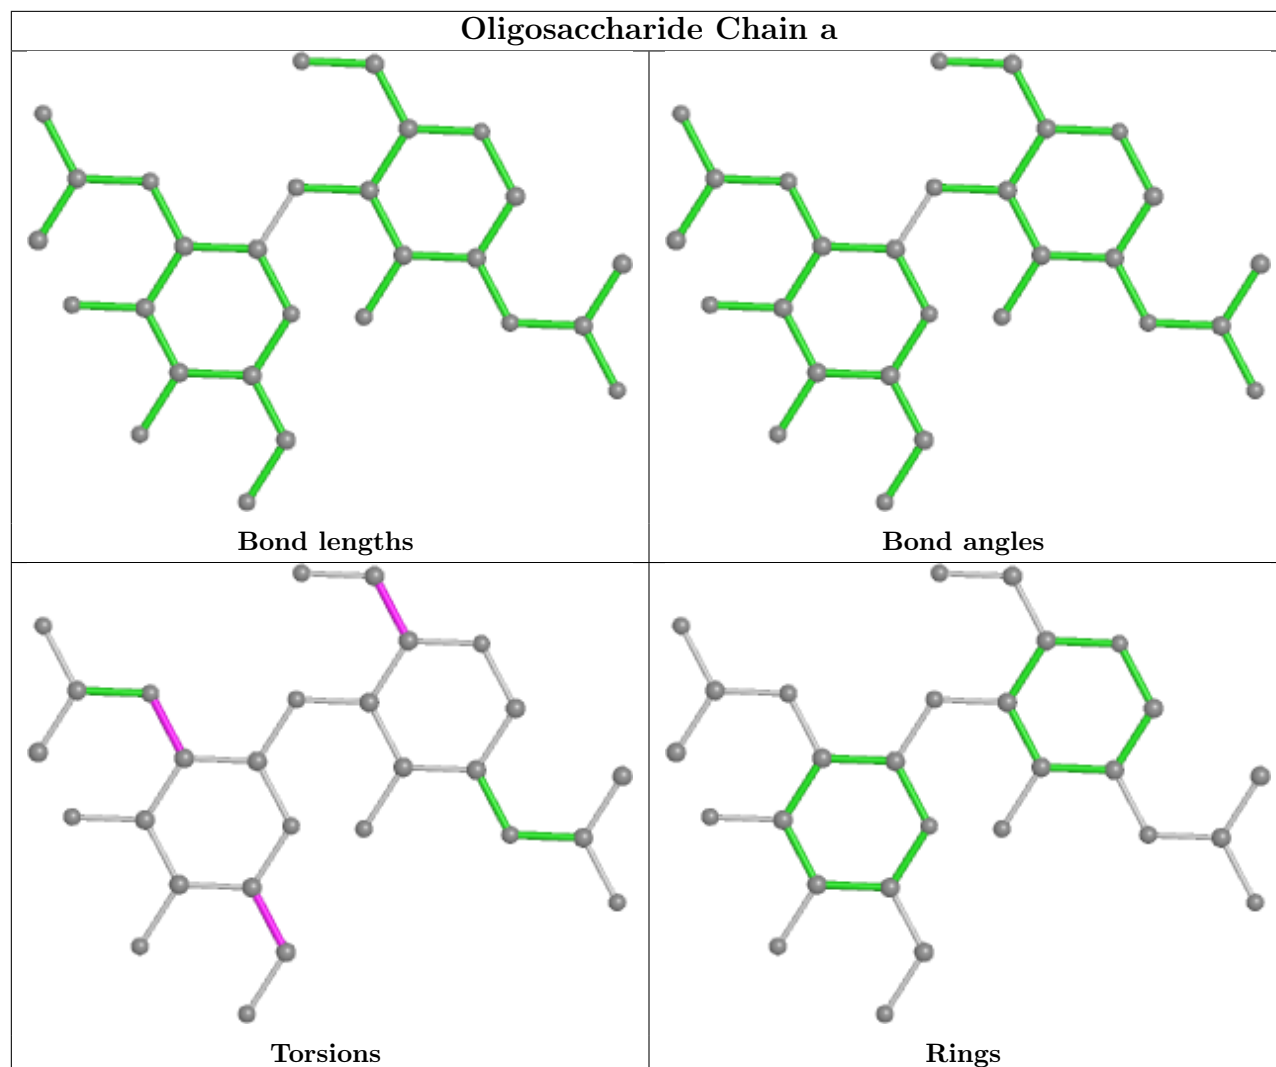 Oligosaccharide Chain a
Bond lengths
Bond angles
Torsions
Rings